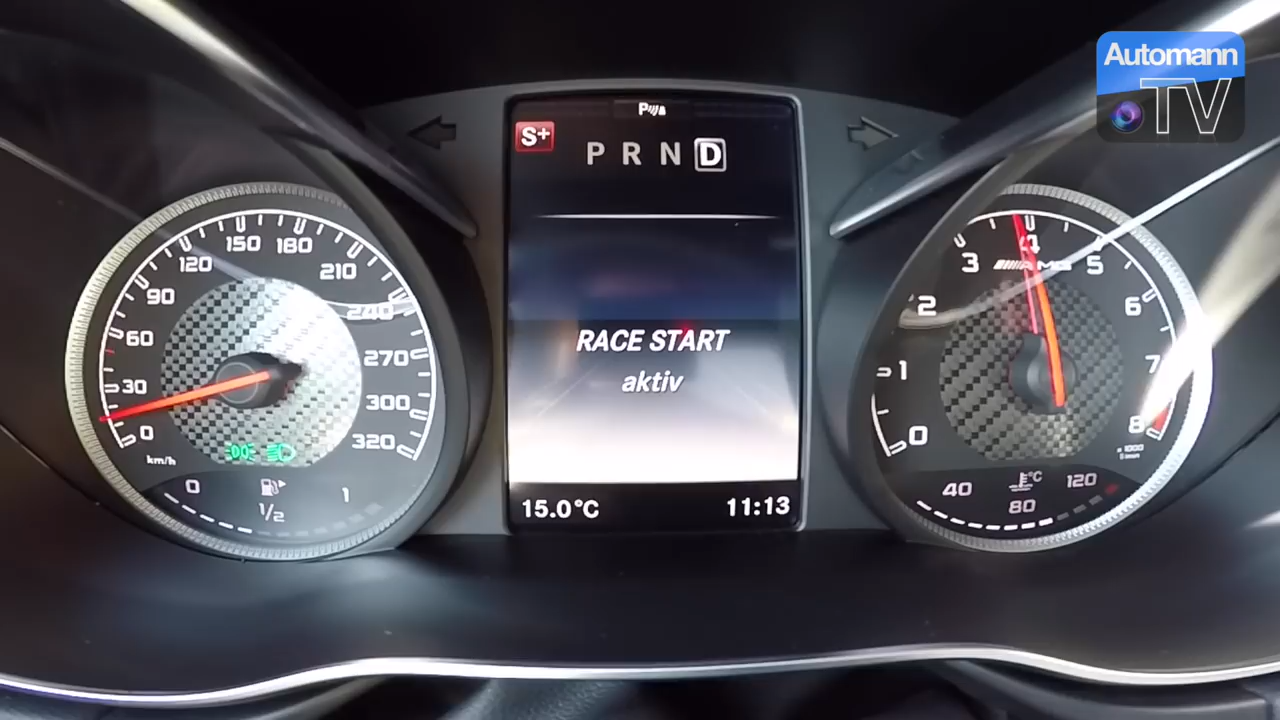 Automann
TV
P
S+
P R N D
RACE START
aktiv
15.0°C
11:13
0
30
60
90
120
150
180
210
240
270
300
320
km/h
0
1/2
1
0
1
2
3
4
5
6
7
8
AMG
x 1000
40
80
120
°C